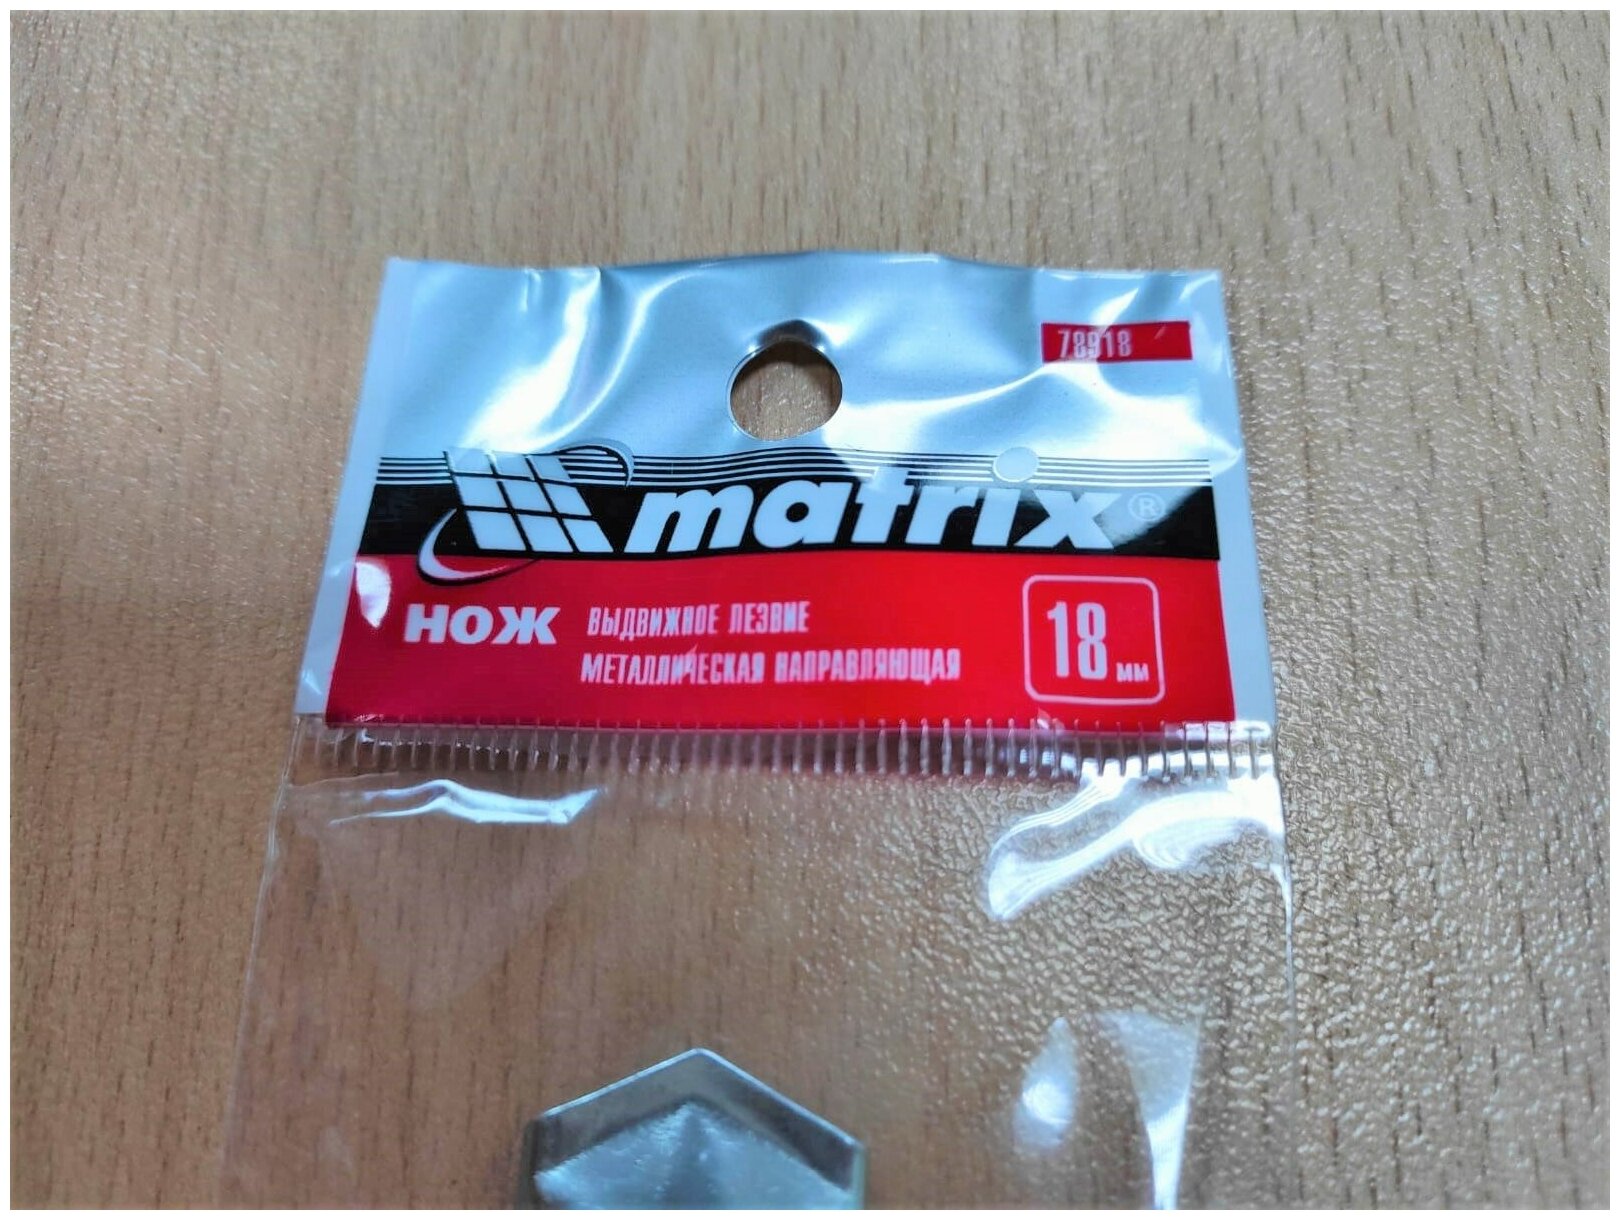 78918
matrix®
НОЖ
ВЫДВИЖНОЕ ЛЕЗВИЕ
МЕТАЛЛИЧЕСКАЯ НАПРАВЛЯЮЩАЯ
18 мм